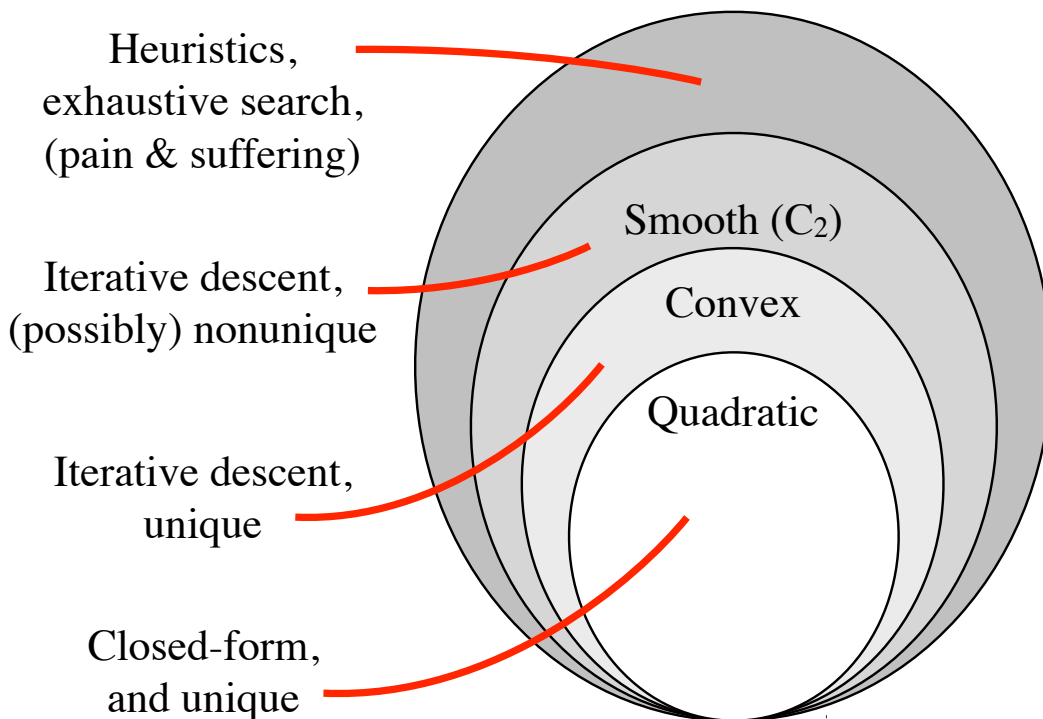 Heuristics,
exhaustive search,
(pain & suffering)
Smooth (C₂)
Iterative descent,
(possibly) nonunique
Convex
Quadratic
Iterative descent,
unique
Closed-form,
and unique